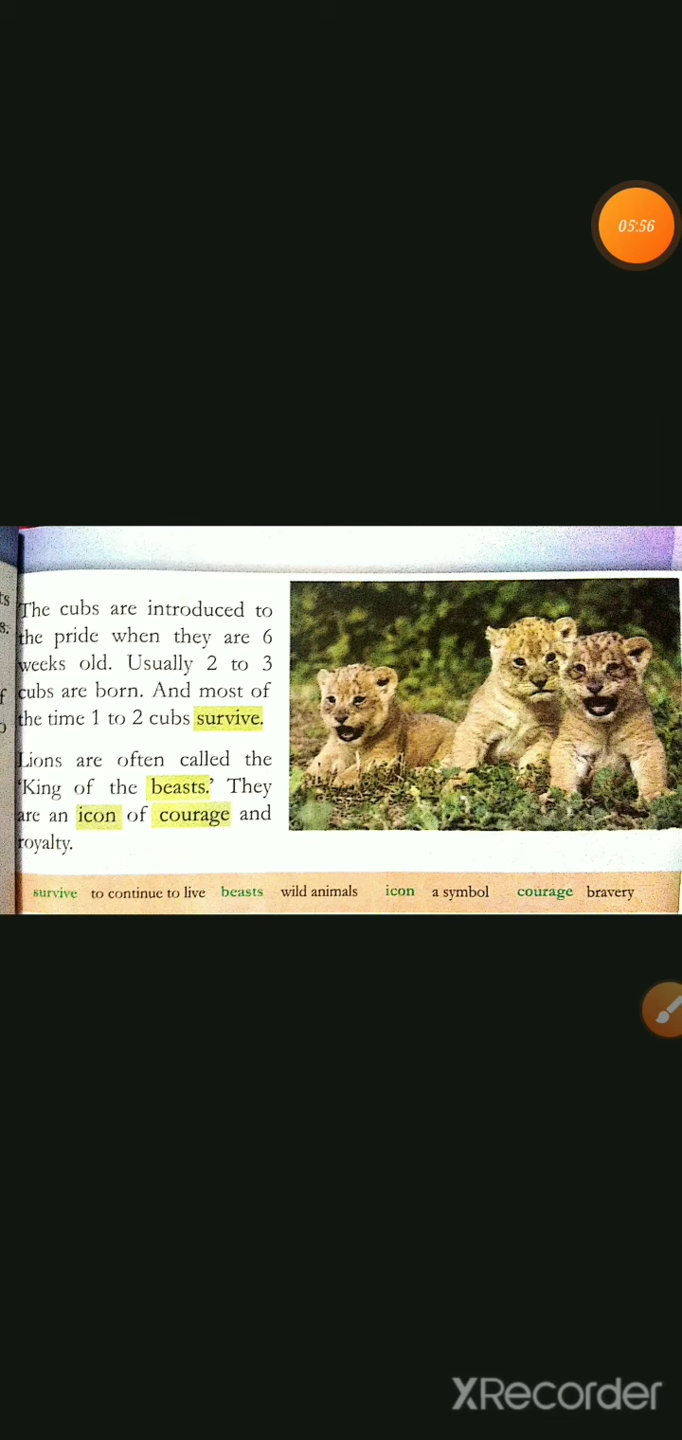 05:56
The cubs are introduced to
the pride when they are 6
weeks old. Usually 2 to 3
cubs are born. And most of
the time 1 to 2 cubs survive.
Lions are often called the
'King of the beasts.' They
are an icon of courage and
royalty.
survive to continue to live beasts wild animals icon a symbol courage bravery
XRecorder